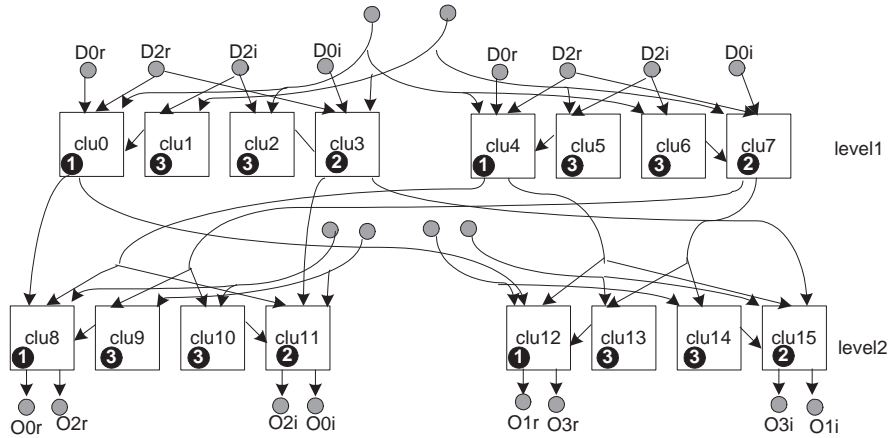 D0r D2r D2i D0i D0r D2r D2i D0i
clu0 clu1 clu2 clu3 clu4 clu5 clu6 clu7 level1
1 3 3 2 1 3 3 2
clu8 clu9 clu10 clu11 clu12 clu13 clu14 clu15 level2
1 3 3 2 1 3 3 2
O0r O2r O2i O0i O1r O3r O3i O1i